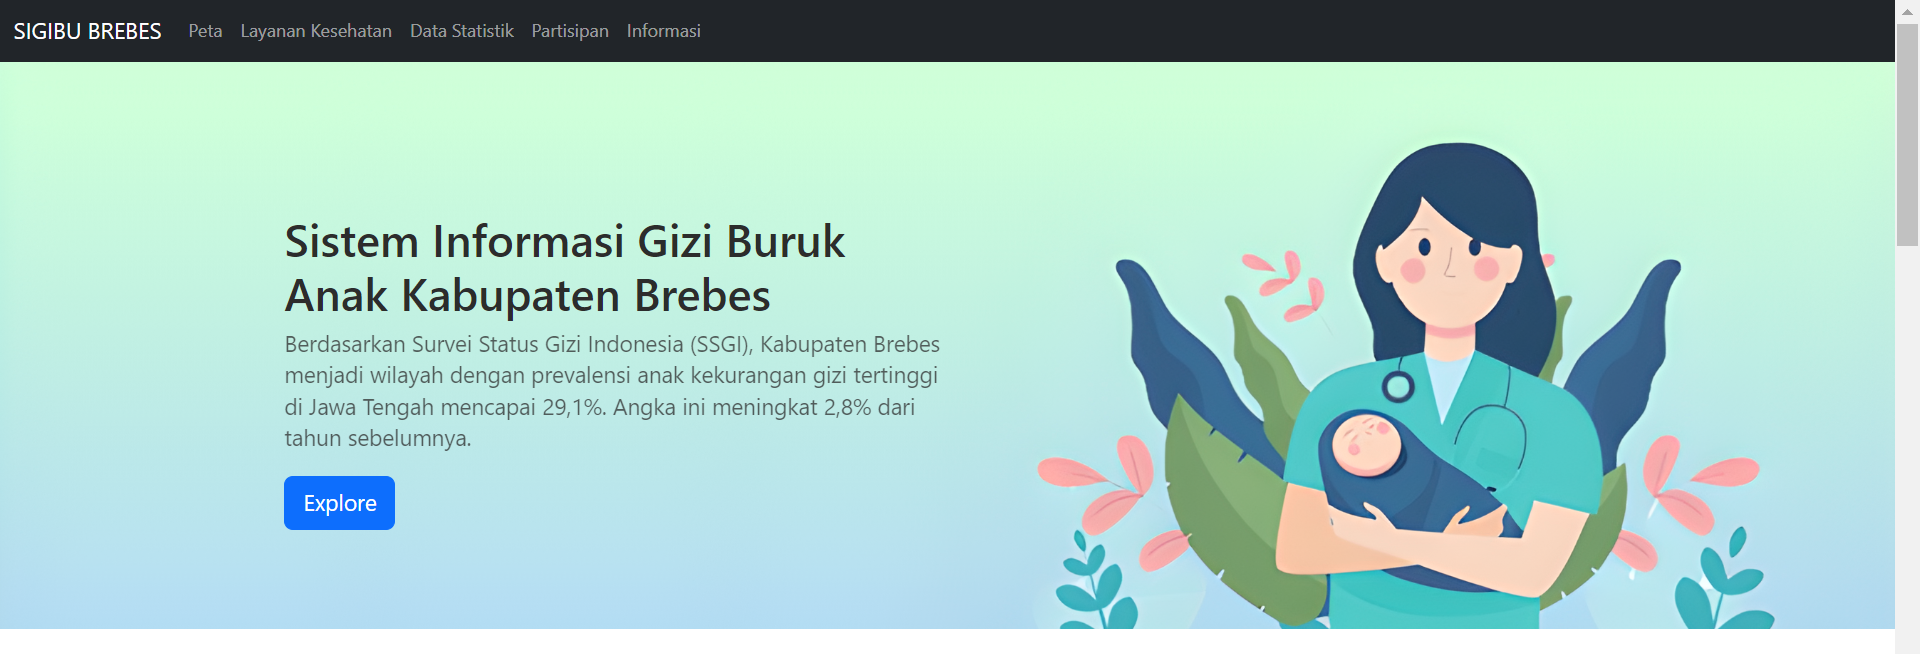 SIGIBU BREBES Peta Layanan Kesehatan Data Statistik Partisipan Informasi
Sistem Informasi Gizi Buruk
Anak Kabupaten Brebes
Berdasarkan Survei Status Gizi Indonesia (SSGI), Kabupaten Brebes
menjadi wilayah dengan prevalensi anak kekurangan gizi tertinggi
di Jawa Tengah mencapai 29,1%. Angka ini meningkat 2,8% dari
tahun sebelumnya.
Explore